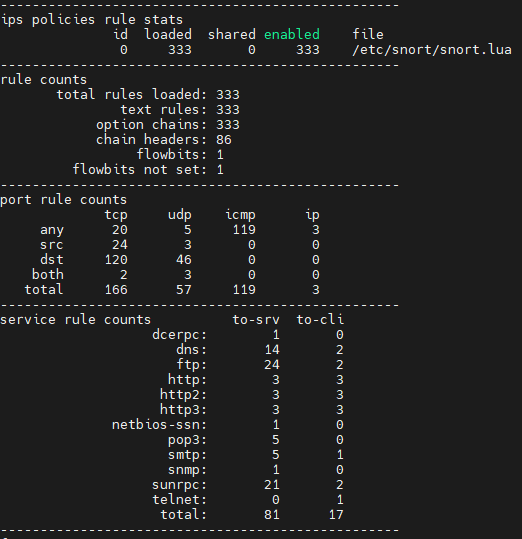 --------------------------------------------------
ips policies rule stats
              id  loaded  shared enabled    file
               0     333       0     333    /etc/snort/snort.lua
--------------------------------------------------
rule counts
       total rules loaded: 333
               text rules: 333
            option chains: 333
            chain headers: 86
                 flowbits: 1
         flowbits not set: 1
--------------------------------------------------
port rule counts
             tcp     udp    icmp      ip
     any      20       5     119       3
     src      24       3       0       0
     dst     120      46       0       0
    both       2       3       0       0
   total     166      57     119       3
--------------------------------------------------
service rule counts          to-srv  to-cli
                   dcerpc:        1       0
                      dns:       14       2
                      ftp:       24       2
                     http:        3       3
                    http2:        3       3
                    http3:        3       3
              netbios-ssn:        1       0
                     pop3:        5       0
                     smtp:        5       1
                     snmp:        1       0
                   sunrpc:       21       2
                   telnet:        0       1
                    total:       81      17
--------------------------------------------------